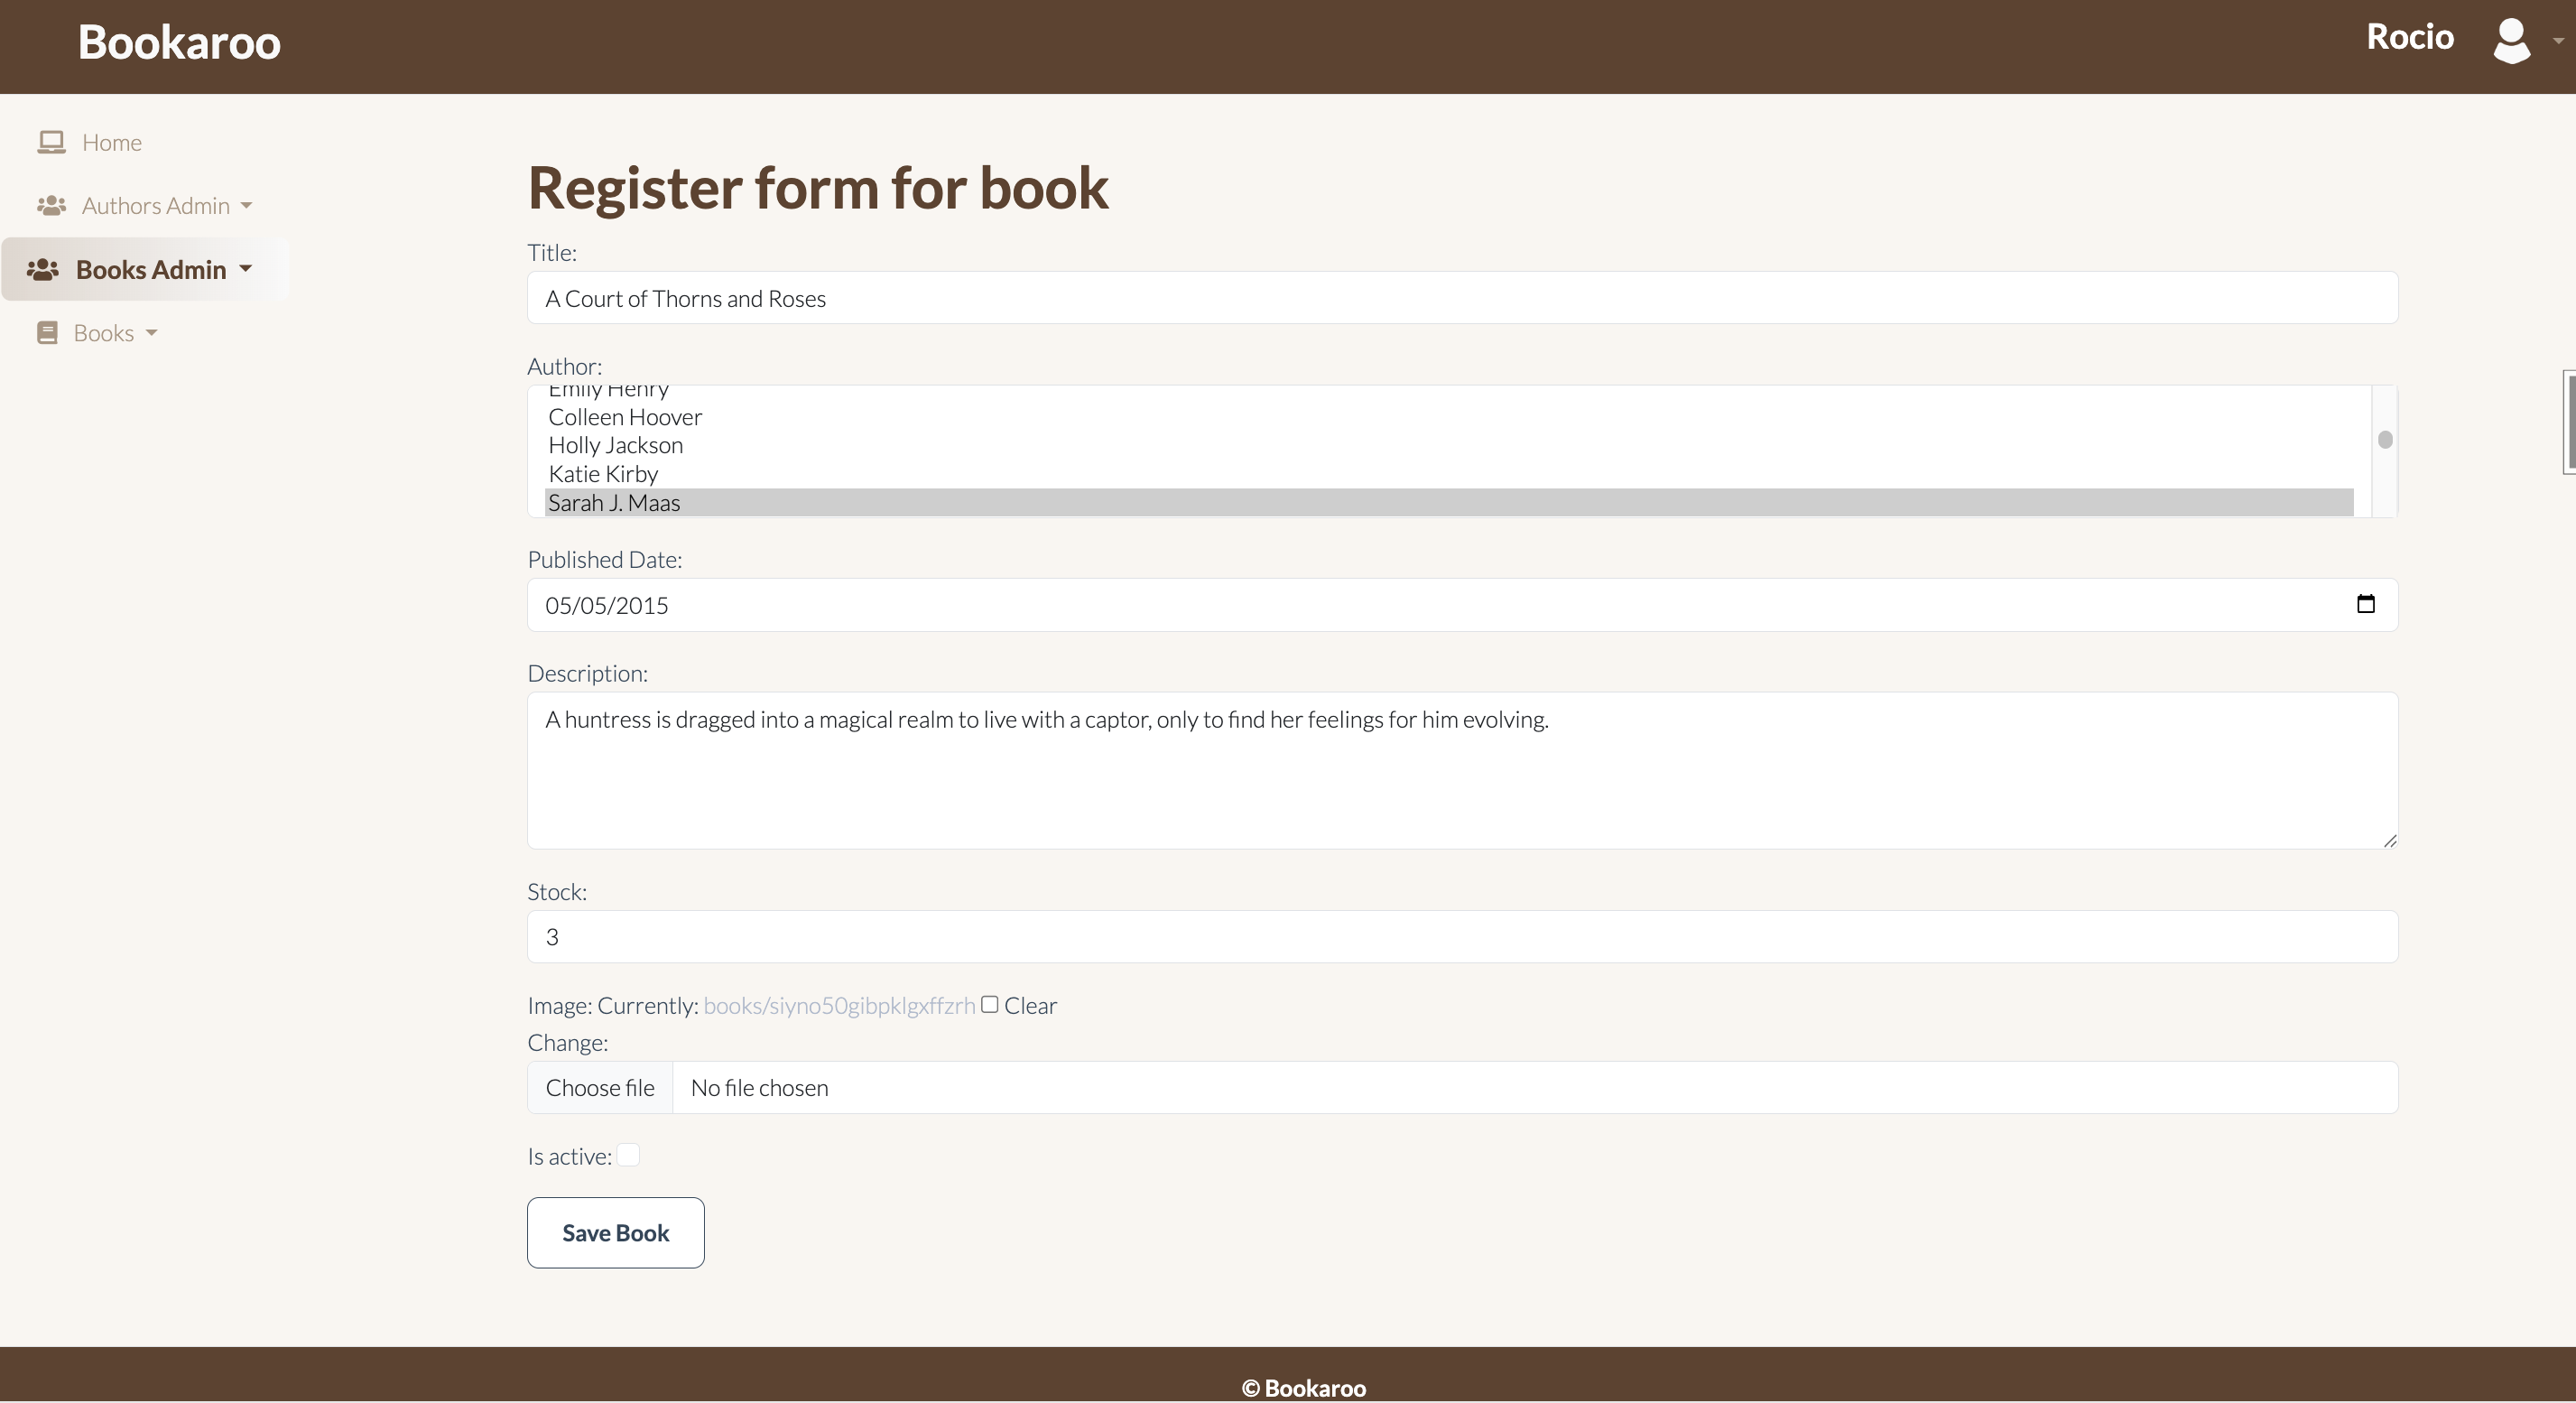 Bookaroo
Rocio
Home
Authors Admin
Books Admin
Books
Register form for book
Title:
A Court of Thorns and Roses
Author:
Emily Henry
Colleen Hoover
Holly Jackson
Katie Kirby
Sarah J. Maas
Published Date:
05/05/2015
Description:
A huntress is dragged into a magical realm to live with a captor, only to find her feelings for him evolving.
Stock:
3
Image: Currently: books/siyno50gibpklgxffzrh Clear
Change:
Choose file No file chosen
Is active:
Save Book
© Bookaroo